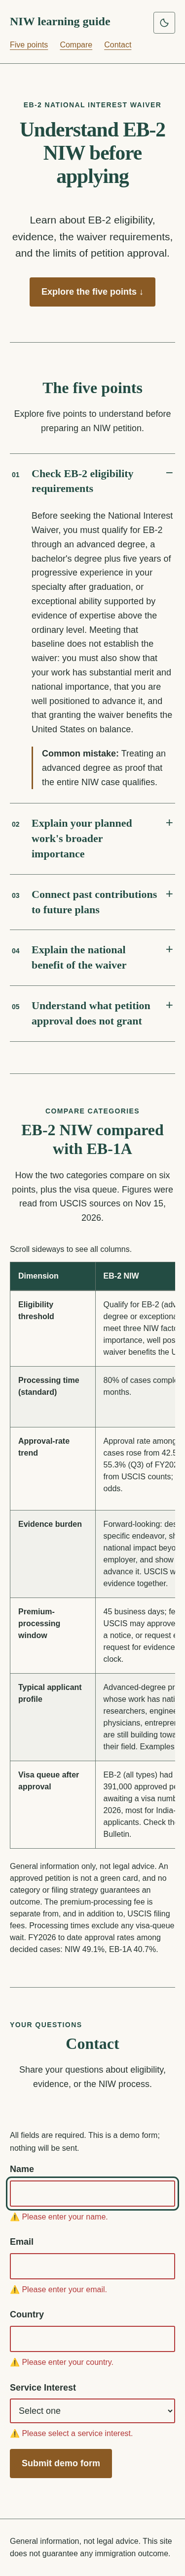 NIW learning guide
Five points Compare Contact
EB-2 NATIONAL INTEREST WAIVER
Understand EB-2
NIW before
applying
Learn about EB-2 eligibility,
evidence, the waiver requirements,
and the limits of petition approval.
Explore the five points ↓
The five points
Explore five points to understand before
preparing an NIW petition.
01 Check EB-2 eligibility −
requirements
Before seeking the National Interest
Waiver, you must qualify for EB-2
through an advanced degree, a
bachelor's degree plus five years of
progressive experience in your
specialty after graduation, or
exceptional ability supported by
evidence of expertise above the
ordinary level. Meeting that
baseline does not establish the
waiver: you must also show that
your work has substantial merit and
national importance, that you are
well positioned to advance it, and
that granting the waiver benefits the
United States on balance.
Common mistake: Treating an
advanced degree as proof that
the entire NIW case qualifies.
02 Explain your planned +
work's broader
importance
03 Connect past contributions +
to future plans
04 Explain the national +
benefit of the waiver
05 Understand what petition +
approval does not grant
COMPARE CATEGORIES
EB-2 NIW compared
with EB-1A
How the two categories compare on six
points, plus the visa queue. Figures were
read from USCIS sources on Nov 15,
2026.
Scroll sideways to see all columns.
Dimension EB-2 NIW
Eligibility
threshold
Qualify for EB-2 (adv
degree or exceptiona
meet three NIW facto
importance, well pos
waiver benefits the U
Processing time
(standard)
80% of cases comple
months.
Approval-rate
trend
Approval rate among
cases rose from 42.5
55.3% (Q3) of FY202
from USCIS counts;
odds.
Evidence burden
Forward-looking: des
specific endeavor, sh
national impact beyo
employer, and show
advance it. USCIS w
evidence together.
Premium-
processing
window
45 business days; fe
USCIS may approve
a notice, or request e
request for evidence
clock.
Typical applicant
profile
Advanced-degree pr
whose work has nati
researchers, enginee
physicians, entrepren
are still building towa
their field. Examples
Visa queue after
approval
EB-2 (all types) had
391,000 approved pe
awaiting a visa numb
2026, most for India-
applicants. Check the
Bulletin.
General information only, not legal advice. An
approved petition is not a green card, and no
category or filing strategy guarantees an
outcome. The premium-processing fee is
separate from, and in addition to, USCIS filing
fees. Processing times exclude any visa-queue
wait. FY2026 to date approval rates among
decided cases: NIW 49.1%, EB-1A 40.7%.
YOUR QUESTIONS
Contact
Share your questions about eligibility,
evidence, or the NIW process.
All fields are required. This is a demo form;
nothing will be sent.
Name
⚠️ Please enter your name.
Email
⚠️ Please enter your email.
Country
⚠️ Please enter your country.
Service Interest
Select one
⚠️ Please select a service interest.
Submit demo form
General information, not legal advice. This site
does not guarantee any immigration outcome.